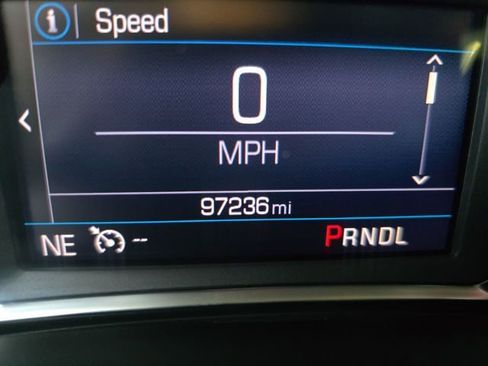 i Speed
0
MPH
97236 mi
NE -- PRNDL